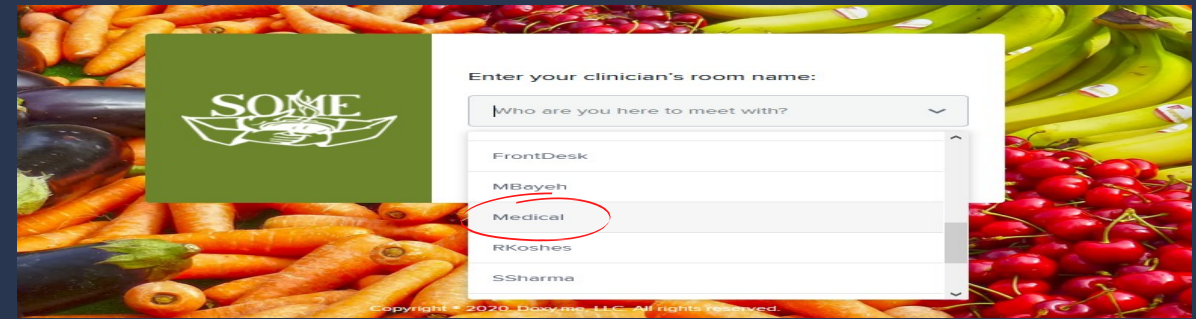 SOME
Enter your clinician's room name:
Who are you here to meet with?
FrontDesk
MBayeh
Medical
RKoshes
SSharma
Copyright © 2020, Doxy.me, LLC. All rights reserved.